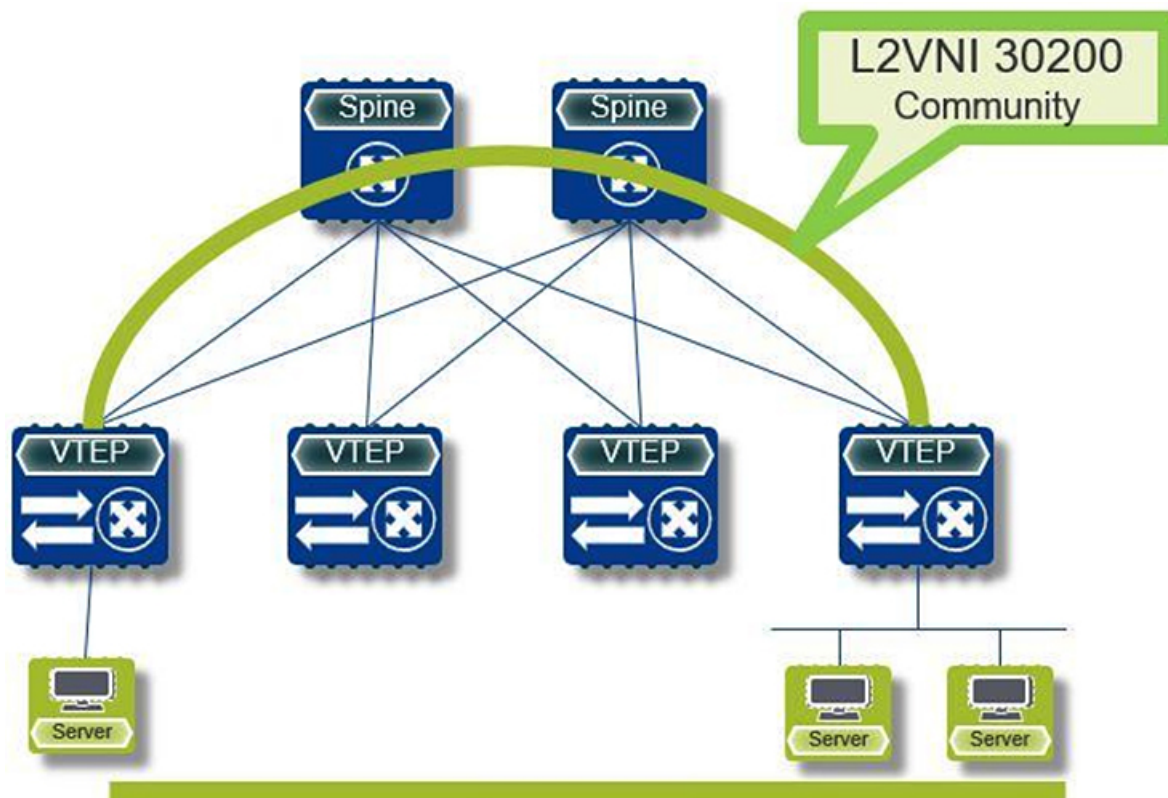 L2VNI 30200
Community
Spine
Spine
VTEP
VTEP
VTEP
VTEP
Server
Server
Server